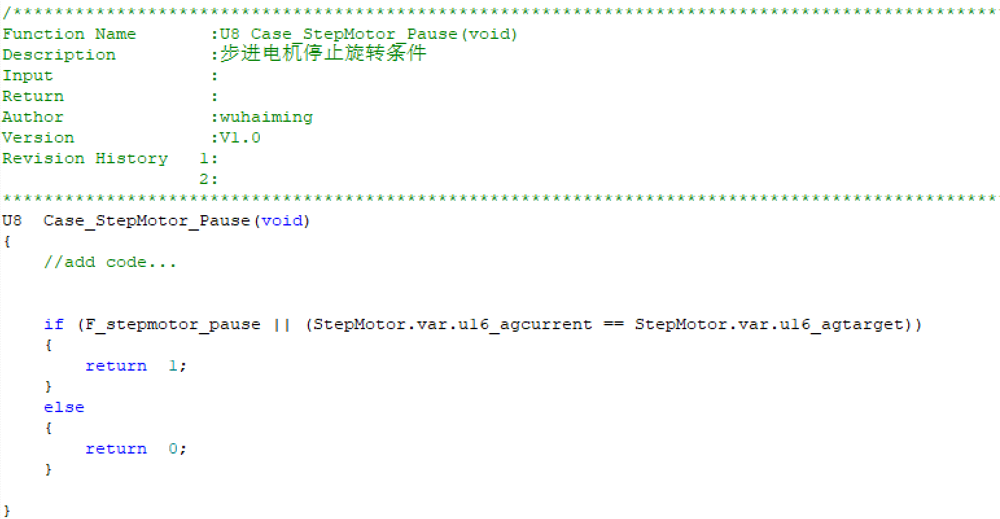 /************************************************************************************************
Function Name       :U8 Case_StepMotor_Pause(void)
Description         :步进电机停止旋转条件
Input               :
Return              :
Author              :wuhaiming
Version             :V1.0
Revision History   1:
                   2:
*************************************************************************************************
U8  Case_StepMotor_Pause(void)
{
    //add code...
    if (F_stepmotor_pause || (StepMotor.var.u16_agcurrent == StepMotor.var.u16_agtarget))
    {
        return  1;
    }
    else
    {
        return  0;
    }
}